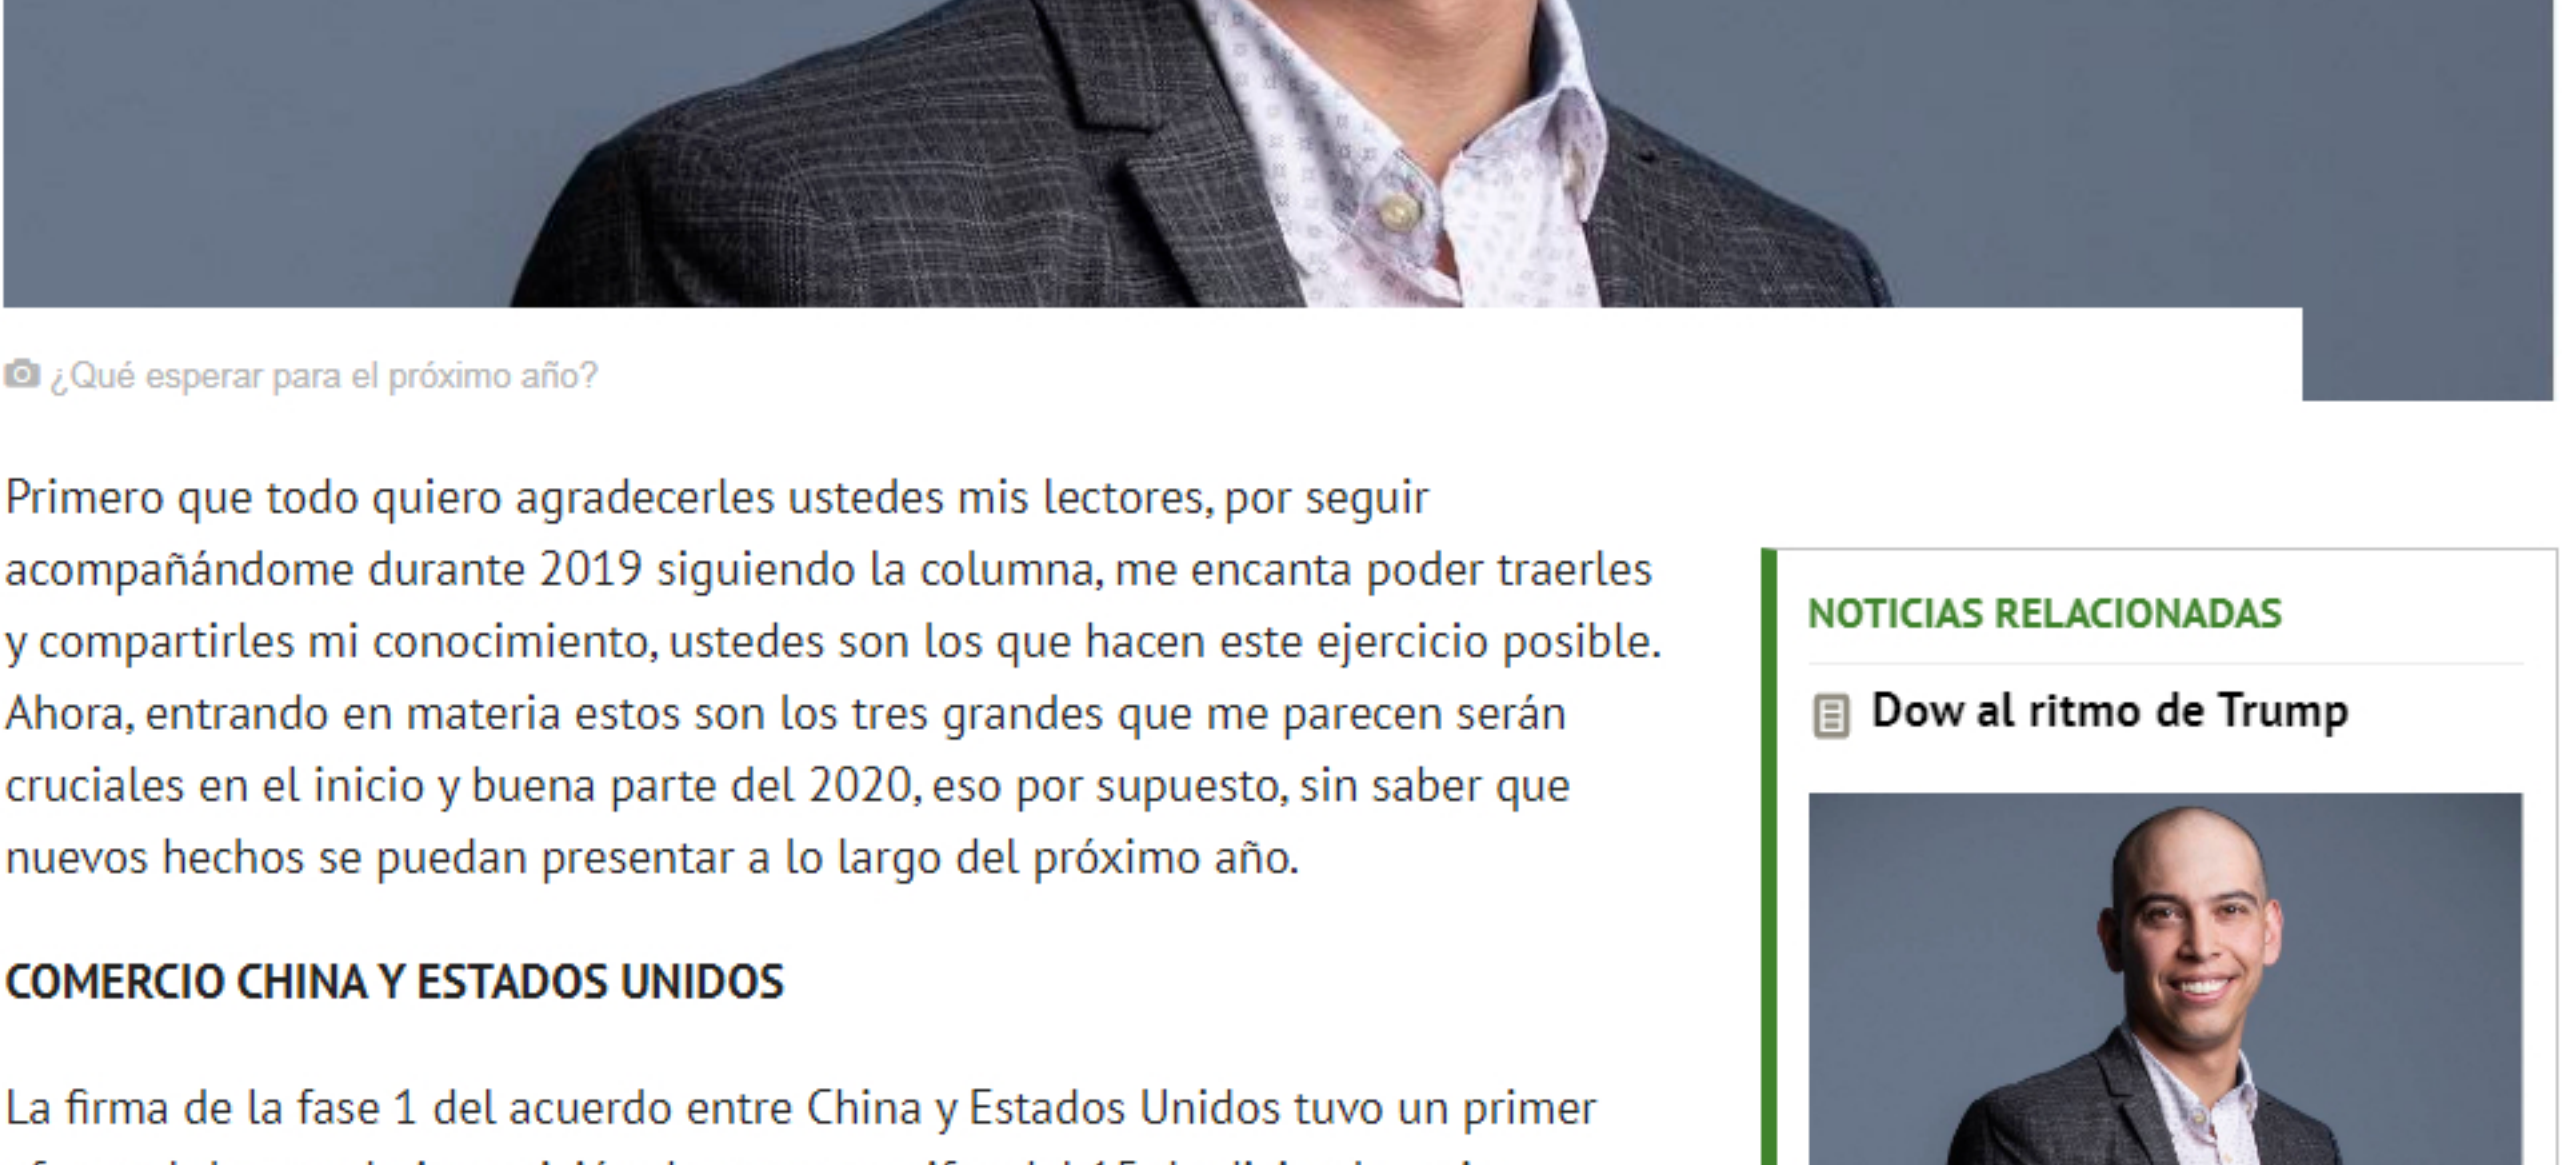 ¿Qué esperar para el próximo año?
Primero que todo quiero agradecerles ustedes mis lectores, por seguir
acompañándome durante 2019 siguiendo la columna, me encanta poder traerles
y compartirles mi conocimiento, ustedes son los que hacen este ejercicio posible.
Ahora, entrando en materia estos son los tres grandes que me parecen serán
cruciales en el inicio y buena parte del 2020, eso por supuesto, sin saber que
nuevos hechos se puedan presentar a lo largo del próximo año.
COMERCIO CHINA Y ESTADOS UNIDOS
La firma de la fase 1 del acuerdo entre China y Estados Unidos tuvo un primer
NOTICIAS RELACIONADAS
Dow al ritmo de Trump